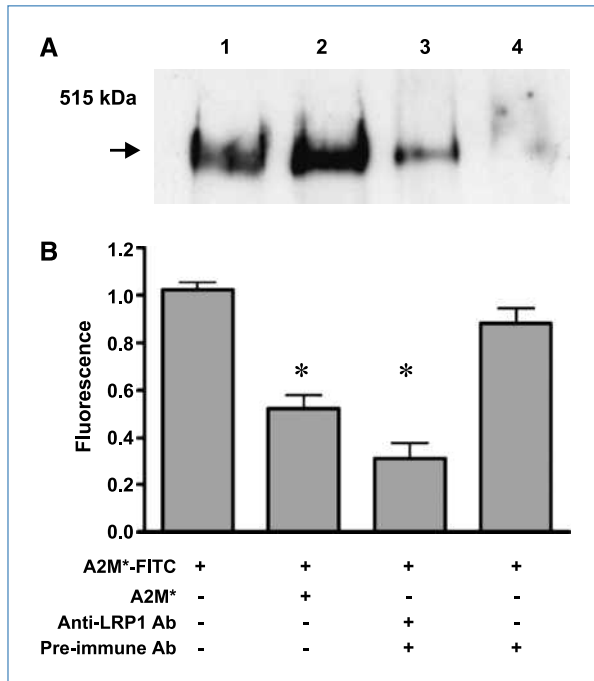 A 1 2 3 4
515 kDa
B
1.2
1.0
0.8
0.6
0.4
0.2
0.0
Fluorescence
* *
A2M*-FITC + + + +
A2M* - + - -
Anti-LRP1 Ab - - + -
Pre-immune Ab - - + +